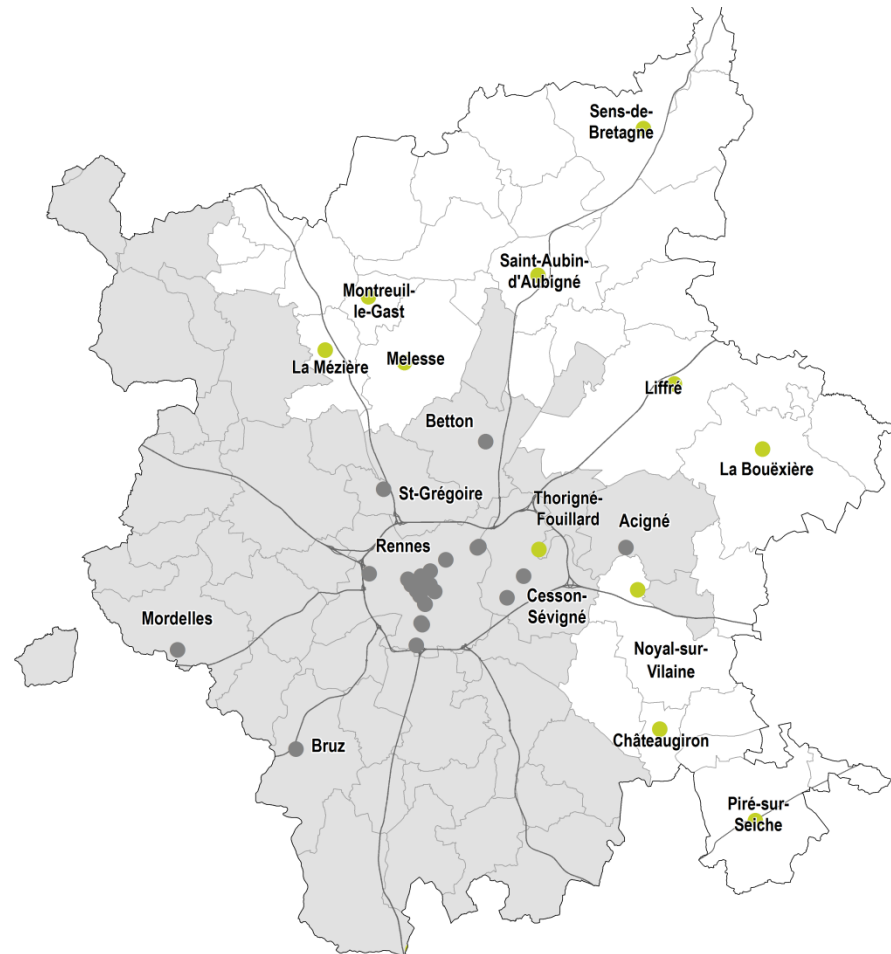 Sens-de-
Bretagne
Saint-Aubin-
d'Aubigné
Montreuil-
le-Gast
La Mézière
Melesse
Liffré
Betton
La Bouëxière
St-Grégoire
Thorigné-
Fouillard
Acigné
Rennes
Cesson-
Sévigné
Mordelles
Noyal-sur-
Vilaine
Châteaugiron
Bruz
Piré-sur-
Seiche